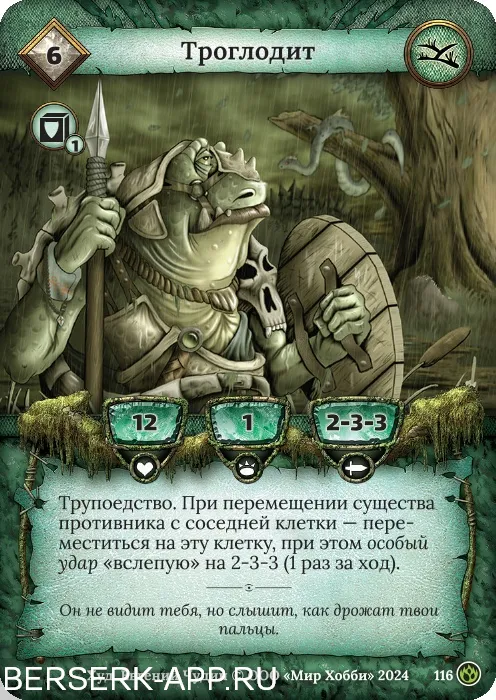 6
Троглодит
1
12
1
2-3-3
Трупоедство. При перемещении существа
противника с соседней клетки — пере-
меститься на эту клетку, при этом особый
удар «вслепую» на 2-3-3 (1 раз за ход).
Он не видит тебя, но слышит, как дрожат твои
пальцы.
ООО «Мир Хобби» 2024
116
BERSERK-APP.RU